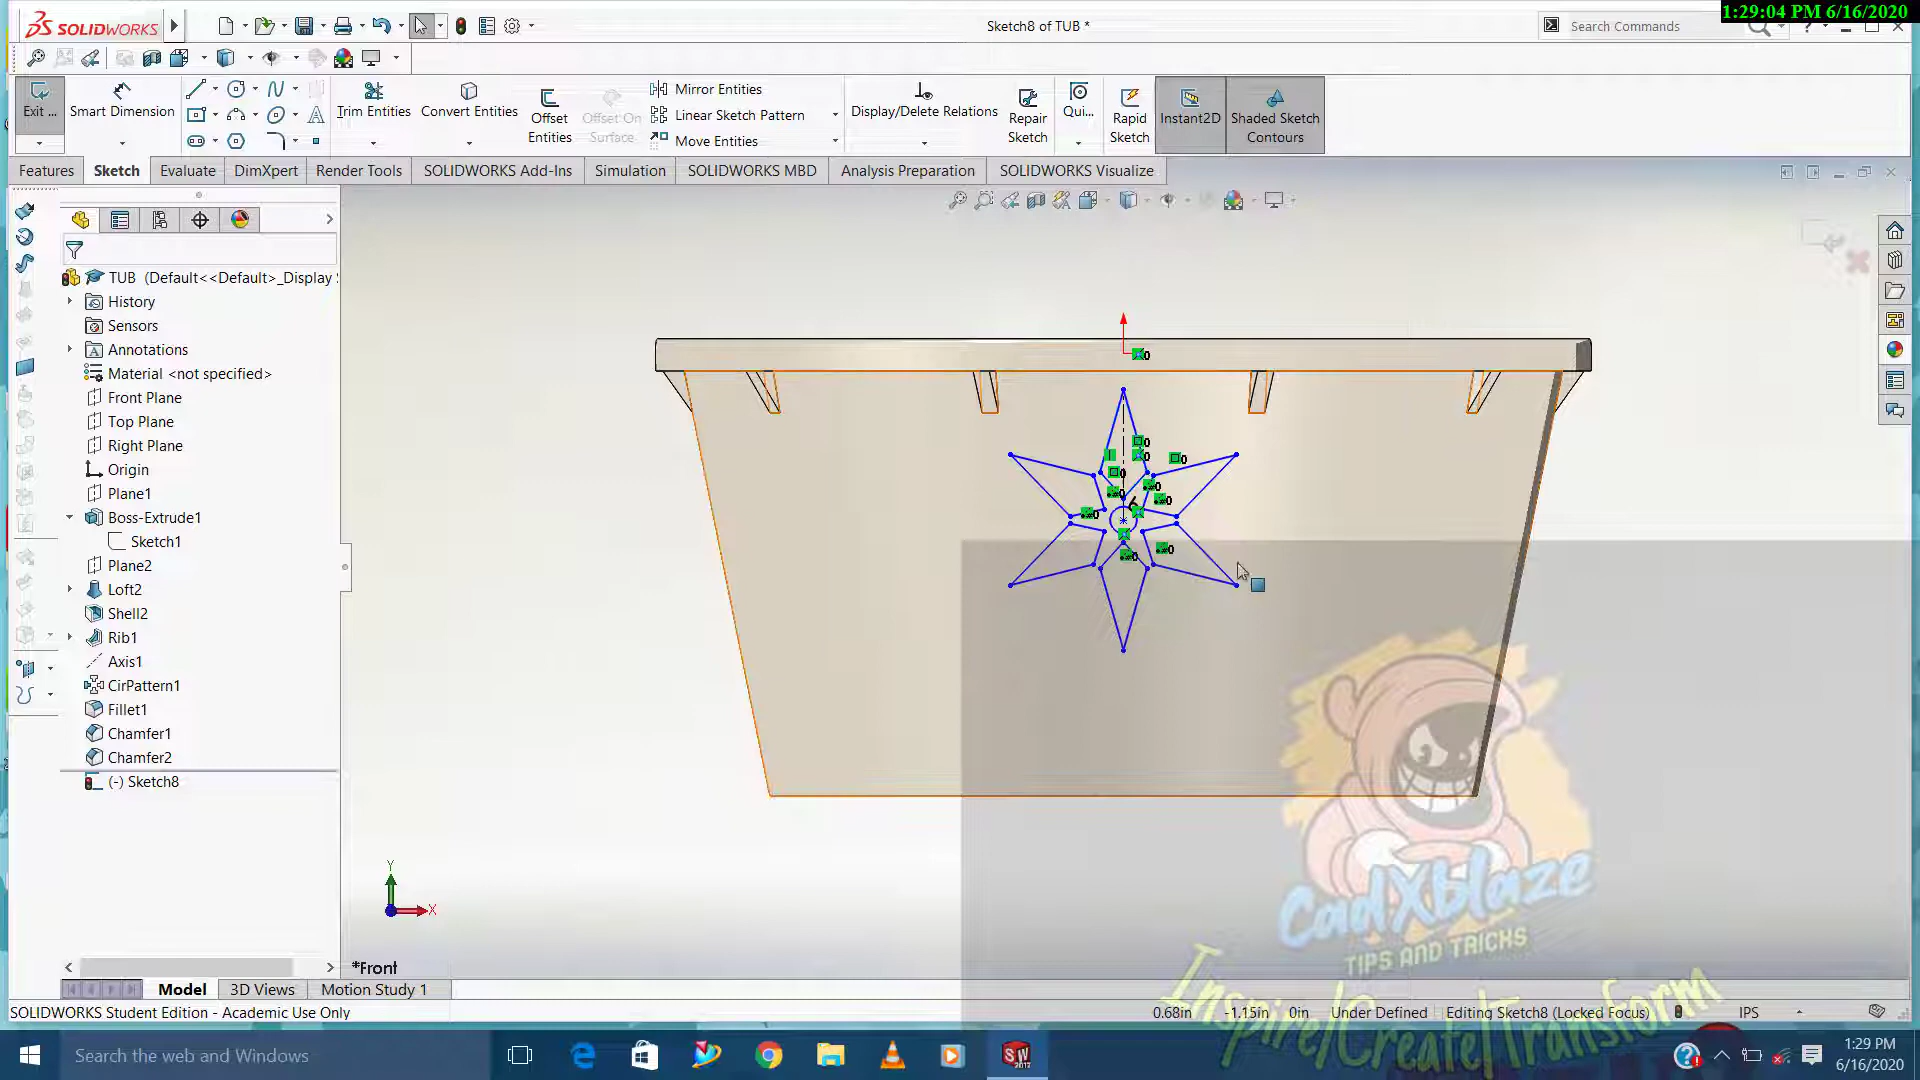 1:29:04 PM 6/16/2020
SOLIDWORKS
Sketch8 of TUB *
Search Commands
Exit ...
Smart Dimension
Trim Entities
Convert Entities
Offset Entities
Offset On Surface
Mirror Entities
Linear Sketch Pattern
Move Entities
Display/Delete Relations
Repair Sketch
Qui...
Rapid Sketch
Instant2D
Shaded Sketch Contours
Features
Sketch
Evaluate
DimXpert
Render Tools
SOLIDWORKS Add-Ins
Simulation
SOLIDWORKS MBD
Analysis Preparation
SOLIDWORKS Visualize
TUB (Default<<Default>_Display
History
Sensors
Annotations
Material <not specified>
Front Plane
Top Plane
Right Plane
Origin
Plane1
Boss-Extrude1
Sketch1
Plane2
Loft2
Shell2
Rib1
Axis1
CirPattern1
Fillet1
Chamfer1
Chamfer2
(-) Sketch8
Y
X
*Front
CadXblaze
TIPS AND TRICKS
Inspire/Create/Transform
Model
3D Views
Motion Study 1
SOLIDWORKS Student Edition - Academic Use Only
0.68in
-1.15in
0in
Under Defined
Editing Sketch8 (Locked Focus)
IPS
Search the web and Windows
1:29 PM
6/16/2020